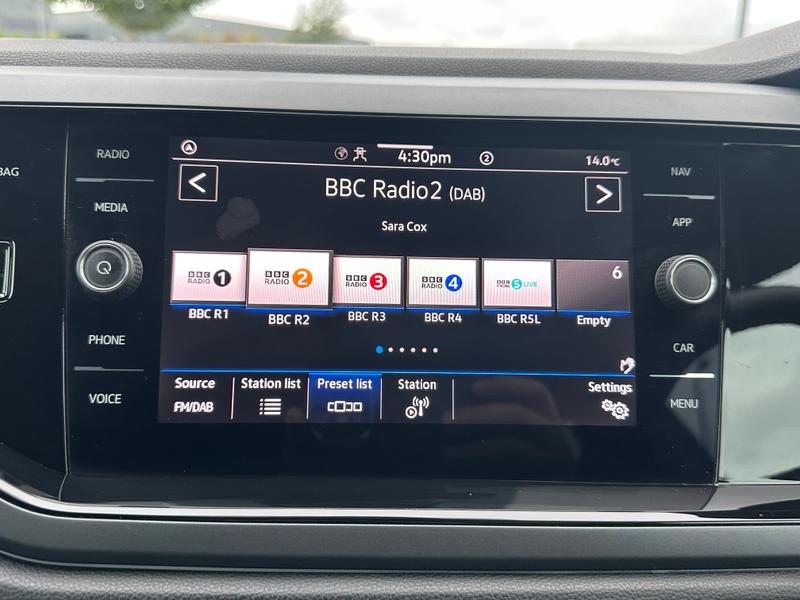 RADIO
MEDIA
PHONE
VOICE
BAG
4:30pm
2
14.0°C
BBC Radio2 (DAB)
Sara Cox
BBC RADIO 1
BBC RADIO 2
BBC RADIO 3
BBC RADIO 4
BBC RADIO 5 LIVE
6
BBC R1
BBC R2
BBC R3
BBC R4
BBC R5L
Empty
Source
FM/DAB
Station list
Preset list
Station
Settings
NAV
APP
CAR
MENU